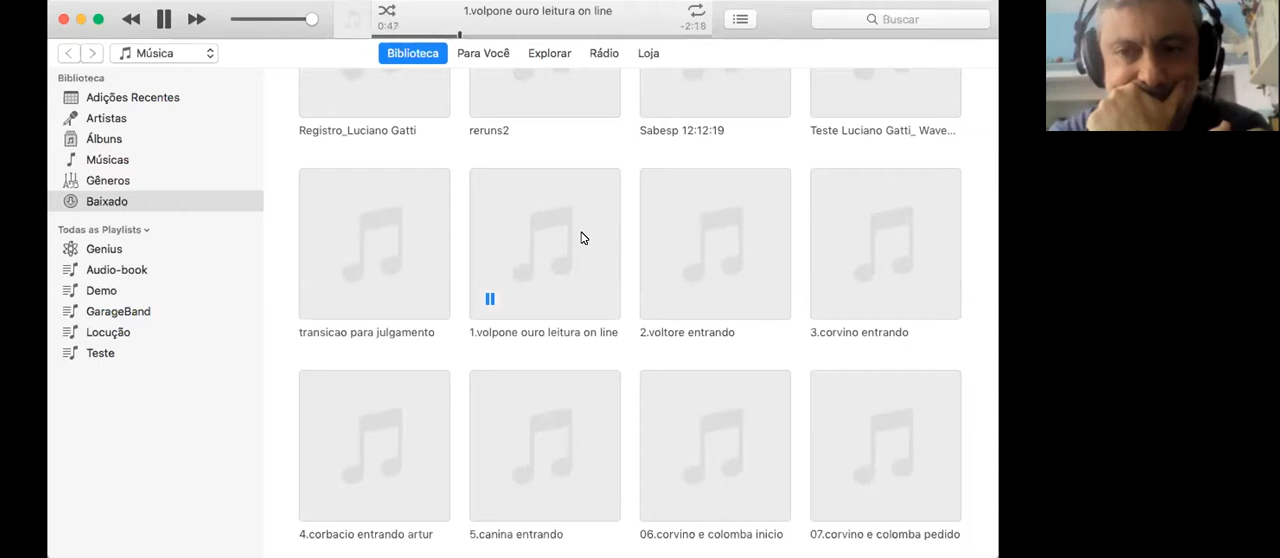 1.volpone ouro leitura on line
0:47
-2:18
Buscar
Música
Biblioteca
Para Você
Explorar
Rádio
Loja
Biblioteca
Adições Recentes
Artistas
Álbuns
Músicas
Gêneros
Baixado
Todas as Playlists
Genius
Audio-book
Demo
GarageBand
Locução
Teste
Registro_Luciano Gatti
reruns2
Sabesp 12:12:19
Teste Luciano Gatti_ Wave...
transicao para julgamento
1.volpone ouro leitura on line
2.voltore entrando
3.corvino entrando
4.corbacio entrando artur
5.canina entrando
06.corvino e colomba inicio
07.corvino e colomba pedido